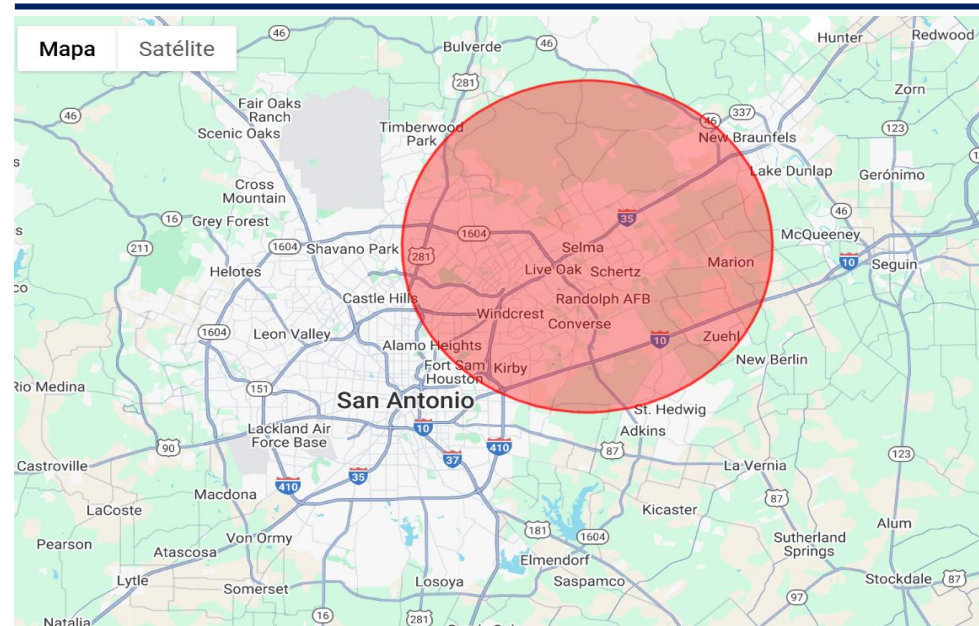 Mapa
Satélite
46
Bulverde
46
Hunter
Redwood
281
Zorn
Fair Oaks
Ranch
46
Scenic Oaks
Timberwood
Park
46
337
New Braunfels
123
Lake Dunlap
Gerónimo
Cross
Mountain
16
Grey Forest
211
1604
Shavano Park
281
1604
35
Selma
46
McQueeney
10
Seguin
Helotes
Live Oak
Schertz
Marion
Castle Hills
Randolph AFB
Windcrest
Converse
1604
Leon Valley
Alamo Heights
10
Zuehl
Fort Sam
Houston
Kirby
New Berlin
Rio Medina
151
San Antonio
St. Hedwig
Adkins
Lackland Air
Force Base
10
90
410
87
123
Castroville
35
37
La Vernia
410
Macdona
87
LaCoste
Kicaster
Alum
Pearson
Von Ormy
181
1604
Sutherland
Springs
Atascosa
Elmendorf
Lytle
Somerset
Losoya
Saspamco
Stockdale
87
97
16
281
Natalia